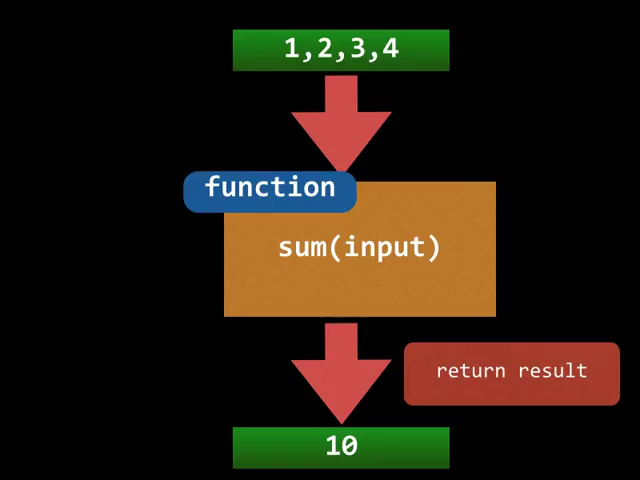 1,2,3,4
function
sum(input)
return result
10